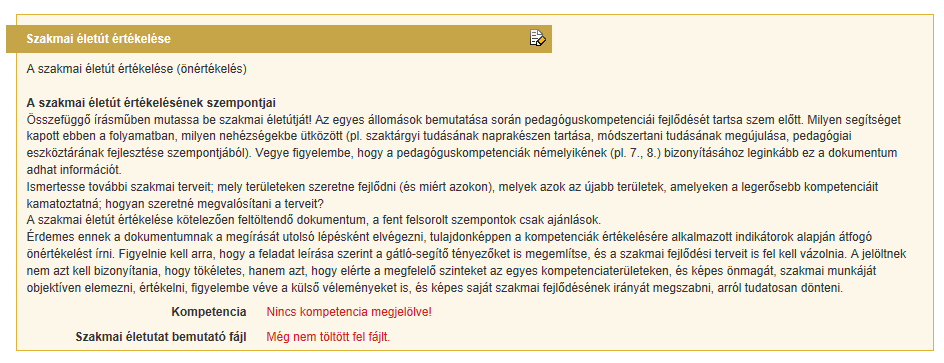 Szakmai életút értékelése
A szakmai életút értékelése (önértékelés)
A szakmai életút értékelésének szempontjai
Összefüggő írásműben mutassa be szakmai életútját! Az egyes állomások bemutatása során pedagóguskompetenciái fejlődését tartsa szem előtt. Milyen segítséget
kapott ebben a folyamatban, milyen nehézségekbe ütközött (pl. szaktárgyi tudásának naprakészen tartása, módszertani tudásának megújulása, pedagógiai
eszköztárának fejlesztése szempontjából). Vegye figyelembe, hogy a pedagóguskompetenciák némelyikének (pl. 7., 8.) bizonyításához leginkább ez a dokumentum
adhat információt.
Ismertesse további szakmai terveit; mely területeken szeretne fejlődni (és miért azokon), melyek azok az újabb területek, amelyeken a legerősebb kompetenciáit
kamatoztatná; hogyan szeretné megvalósítani a terveit?
A szakmai életút értékelése kötelezően feltöltendő dokumentum, a fent felsorolt szempontok csak ajánlások.
Érdemes ennek a dokumentumnak a megírását utolsó lépésként elvégezni, tulajdonképpen a kompetenciák értékelésére alkalmazott indikátorok alapján átfogó
önértékelést írni. Figyelnie kell arra, hogy a feladat leírása szerint a gátló-segítő tényezőket is megemlítse, és a szakmai fejlődési terveit is fel kell vázolnia. A jelöltnek
nem azt kell bizonyítania, hogy tökéletes, hanem azt, hogy elérte a megfelelő szinteket az egyes kompetenciaterületeken, és képes önmagát, szakmai munkáját
objektíven elemezni, értékelni, figyelembe véve a külső véleményeket is, és képes saját szakmai fejlődésének irányát megszabni, arról tudatosan dönteni.
Kompetencia Nincs kompetencia megjelölve!
Szakmai életutat bemutató fájl Még nem töltött fel fájlt.